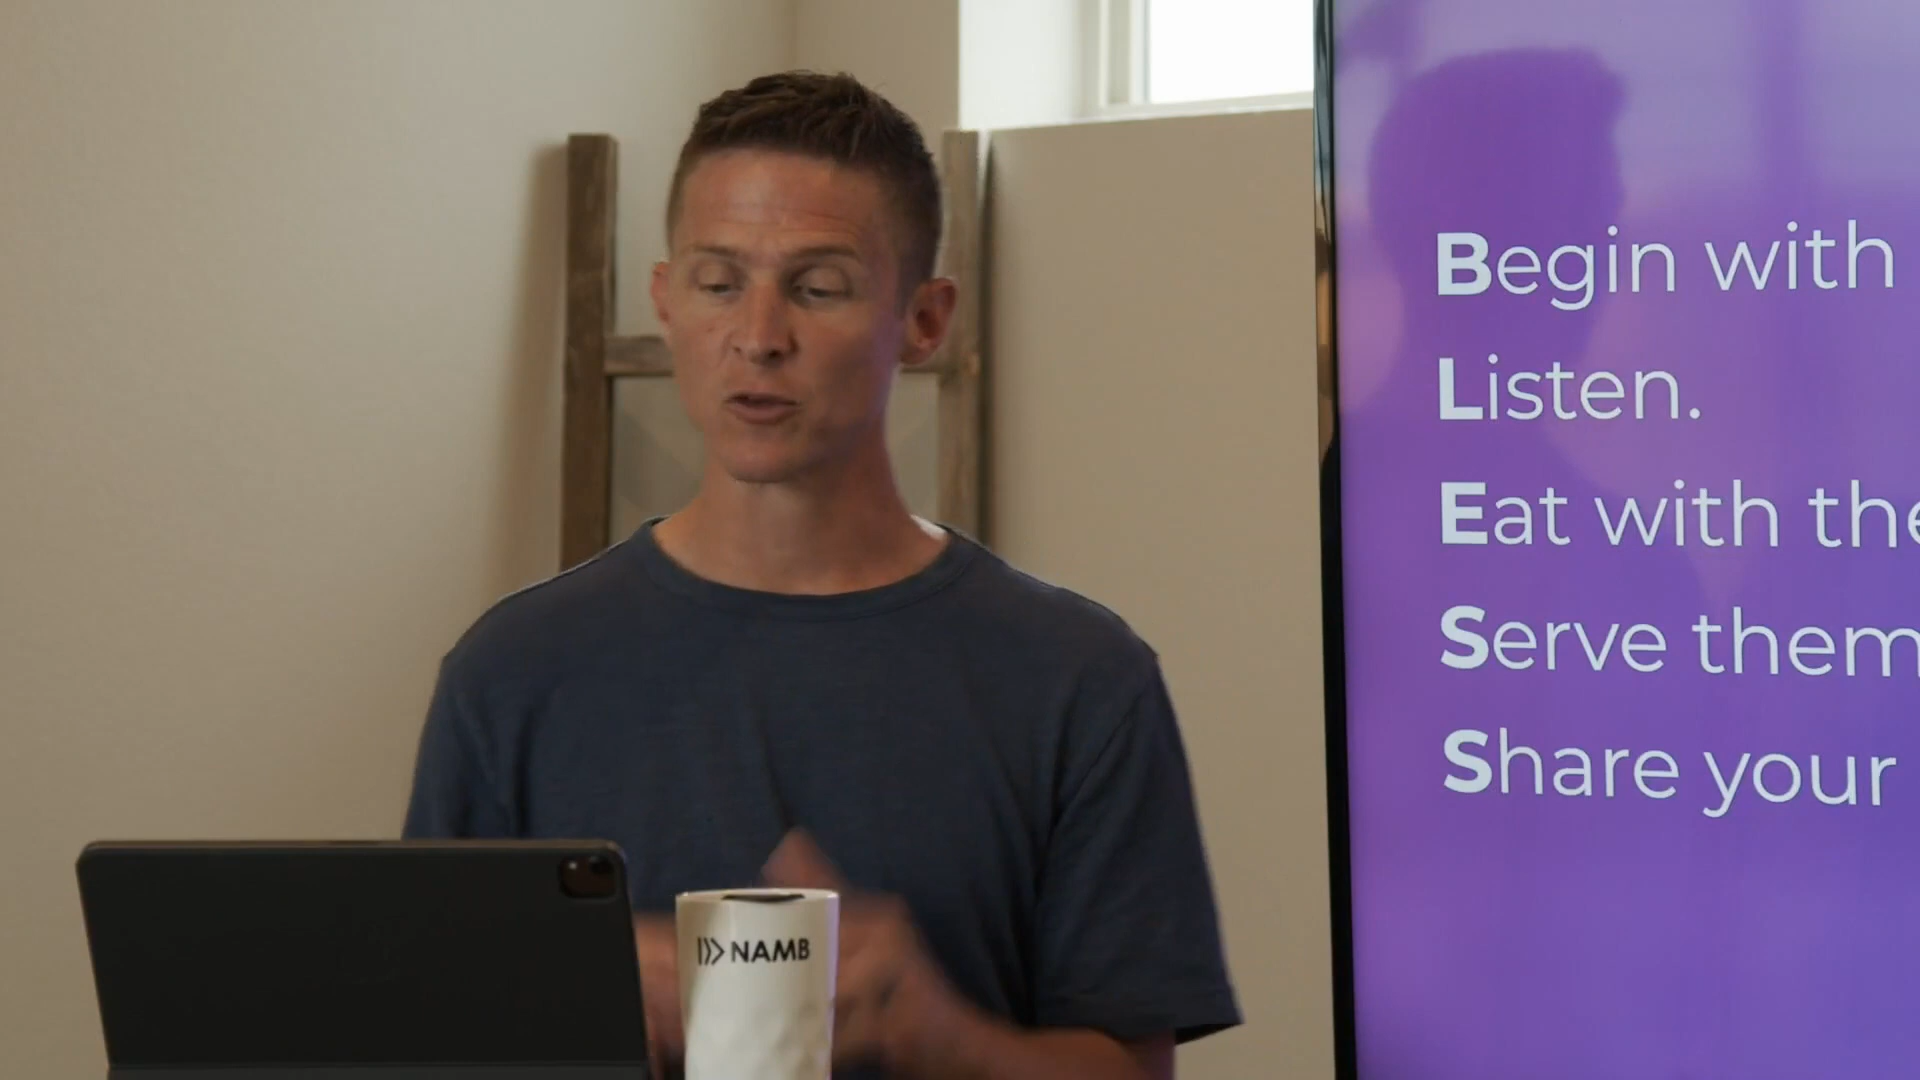 Begin with
Listen.
Eat with the
Serve them
Share your
NAMB